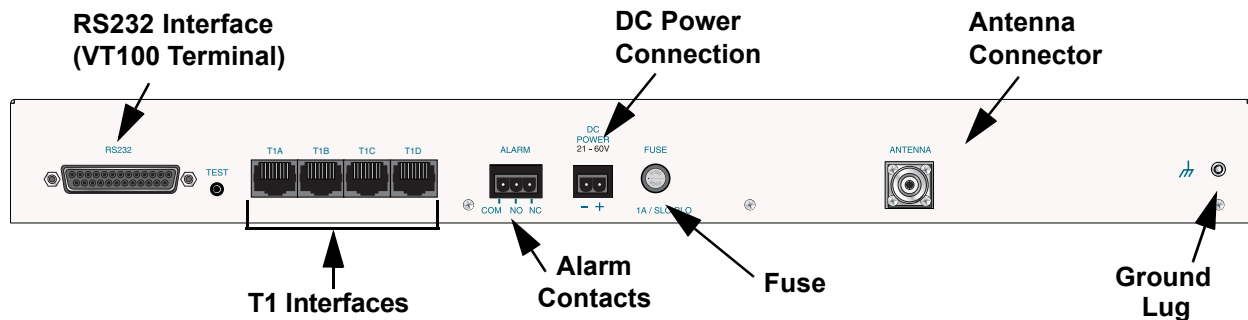 RS232 Interface
(VT100 Terminal)
DC Power
Connection
Antenna
Connector
RS232
TEST
T1A T1B T1C T1D
ALARM
COM NO NC
DC
POWER
21 - 60V
- +
FUSE
1A / SLO BLO
ANTENNA
T1 Interfaces
Alarm
Contacts
Fuse
Ground
Lug